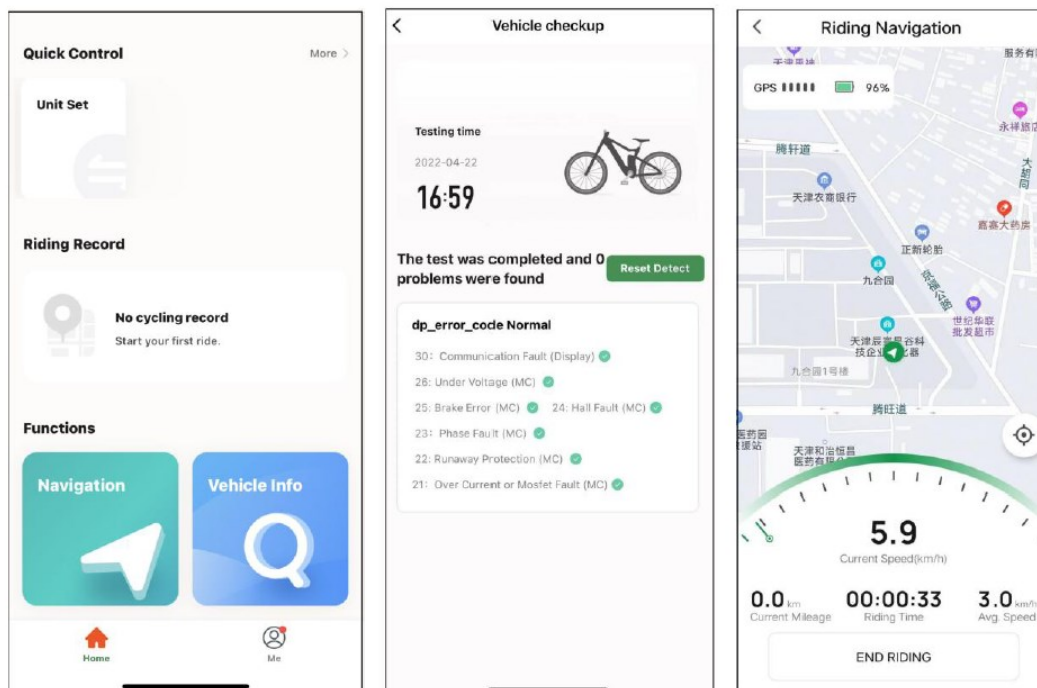 Quick Control
More >
Unit Set
Riding Record
No cycling record
Start your first ride.
Functions
Navigation
Vehicle Info
Home
Me
Vehicle checkup
Testing time
2022-04-22
16:59
The test was completed and 0
problems were found
Reset Detect
dp_error_code Normal
30: Communication Fault (Display)
26: Under Voltage (MC)
25: Brake Error (MC) 24: Hall Fault (MC)
23: Phase Fault (MC)
22: Runaway Protection (MC)
21: Over Current or Mosfet Fault (MC)
Riding Navigation
GPS 96%
永祥旅店
腾轩道
大胡同
天津农商银行
嘉嘉大药房
正新轮胎
九合园
世纪华联
批发超市
九合园1号楼
腾旺道
天津和治恒昌
5.9
Current Speed(km/h)
0.0 km
Current Mileage
00:00:33
Riding Time
3.0 km/h
Avg. Speed
END RIDING